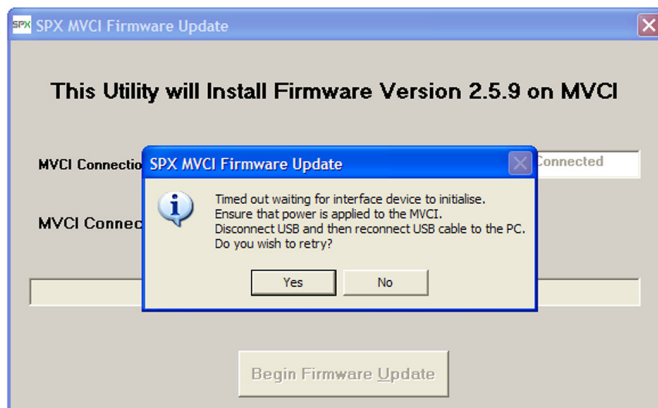 SPX SPX MVCI Firmware Update
This Utility will Install Firmware Version 2.5.9 on MVCI
MVCI Connectio
Connected
SPX MVCI Firmware Update
Timed out waiting for interface device to initialise.
Ensure that power is applied to the MVCI.
Disconnect USB and then reconnect USB cable to the PC.
Do you wish to retry?
MVCI Connec
Yes No
Begin Firmware Update